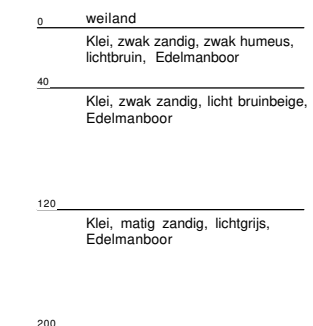 0 weiland
Klei, zwak zandig, zwak humeus,
lichtbruin, Edelmanboor
40
Klei, zwak zandig, licht bruinbeige,
Edelmanboor
120
Klei, matig zandig, lichtgrijs,
Edelmanboor
200